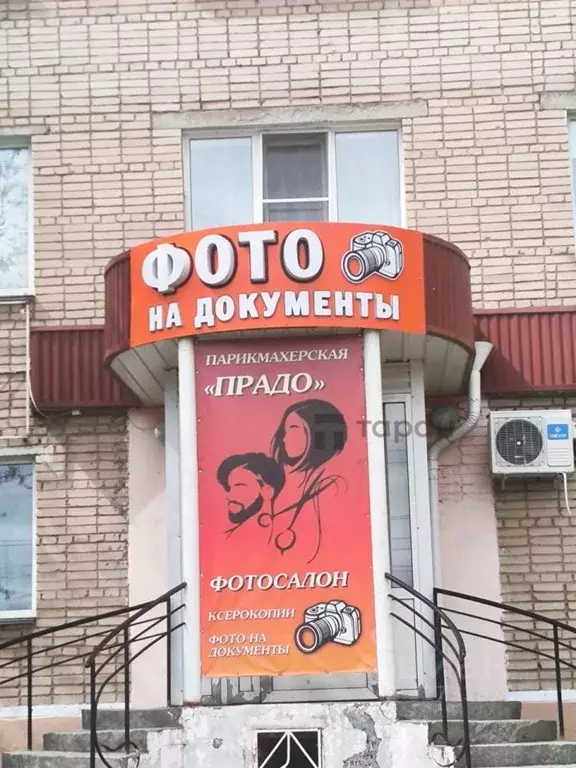 ФОТО
НА ДОКУМЕНТЫ
ПАРИКМАХЕРСКАЯ
«ПРАДО»
ФОТОСАЛОН
КСЕРОКОПИИ
ФОТО НА
ДОКУМЕНТЫ